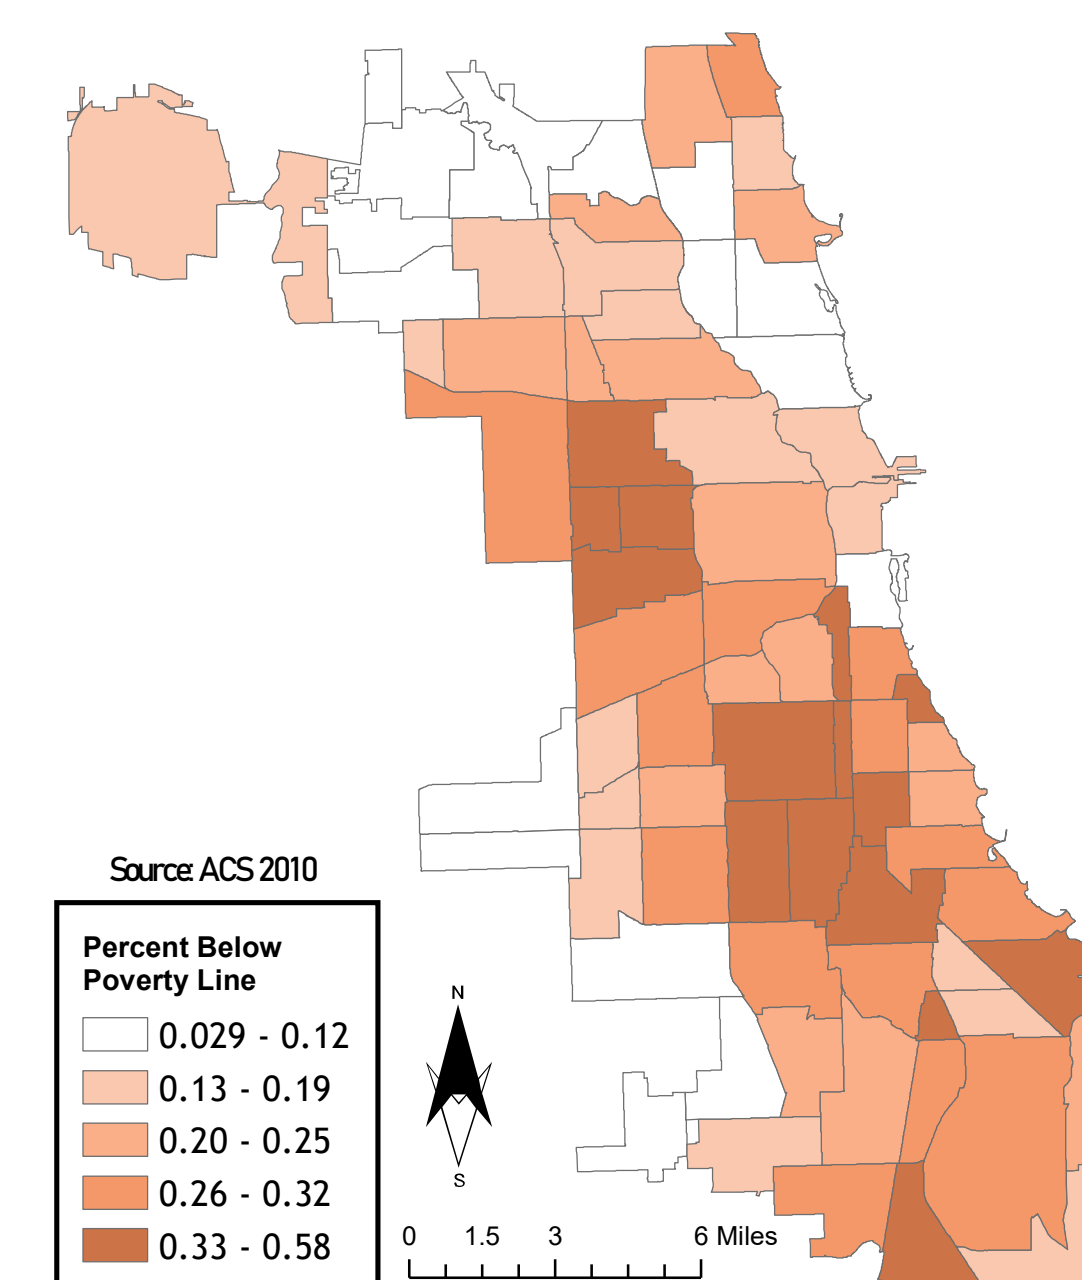 Source: ACS 2010
Percent Below
Poverty Line
0.029 - 0.12
0.13 - 0.19
0.20 - 0.25
0.26 - 0.32
0.33 - 0.58
N
S
0 1.5 3 6 Miles